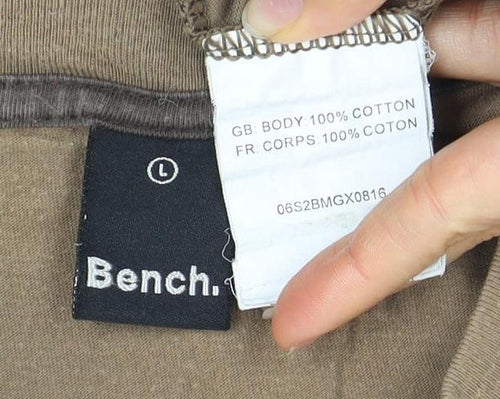 L
Bench.
GB: BODY 100% COTTON
FR: CORPS: 100% COTON
06S2BMGX0816